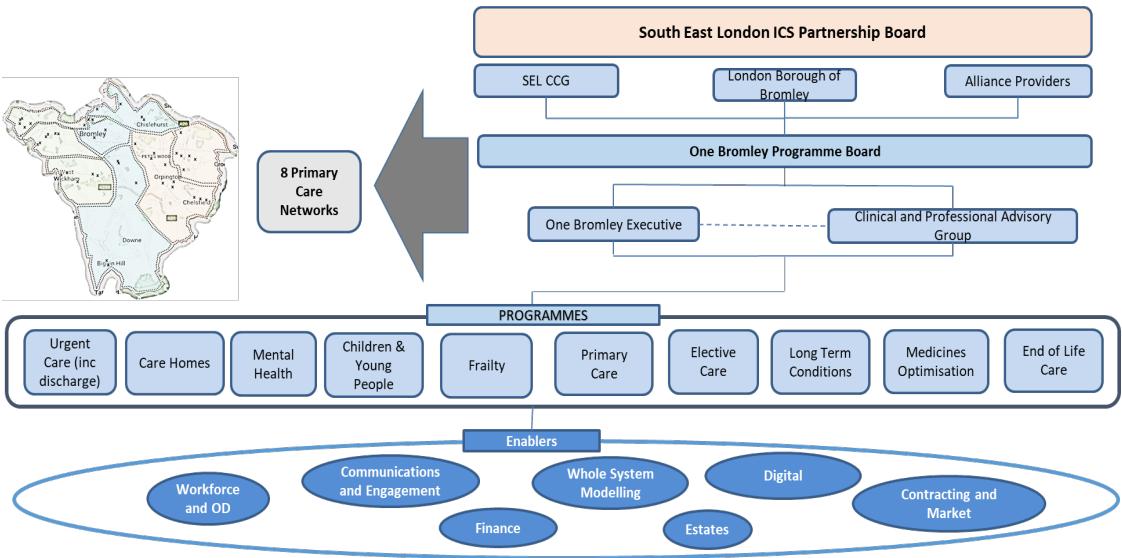 South East London ICS Partnership Board
SEL CCG
London Borough of
Bromley
Alliance Providers
One Bromley Programme Board
One Bromley Executive
Clinical and Professional Advisory
Group
8 Primary
Care
Networks
Chislehurst
Bromley
PETTS WOOD
West
Wickham
Orpington
Chelsfield
Downe
Biggin Hill
PROGRAMMES
Urgent
Care (inc
discharge)
Care Homes
Mental
Health
Children &
Young
People
Frailty
Primary
Care
Elective
Care
Long Term
Conditions
Medicines
Optimisation
End of Life
Care
Enablers
Workforce
and OD
Communications
and Engagement
Whole System
Modelling
Digital
Contracting and
Market
Finance
Estates